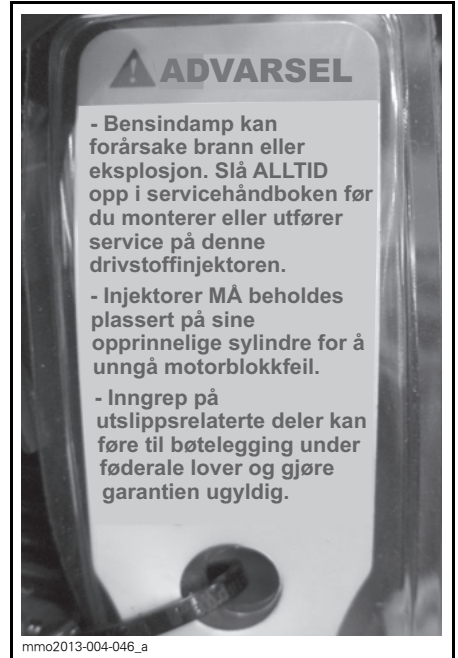 ADVARSEL
- Bensindamp kan
forårsake brann eller
eksplosjon. Slå ALLTID
opp i servicehåndboken før
du monterer eller utfører
service på denne
drivstoffinjektoren.
- Injektorer MÅ beholdes
plassert på sine
opprinnelige sylindre for å
unngå motorblokkfeil.
- Inngrep på
utslippsrelaterte deler kan
føre til bøtelegging under
føderale lover og gjøre
garantien ugyldig.
mmo2013-004-046_a